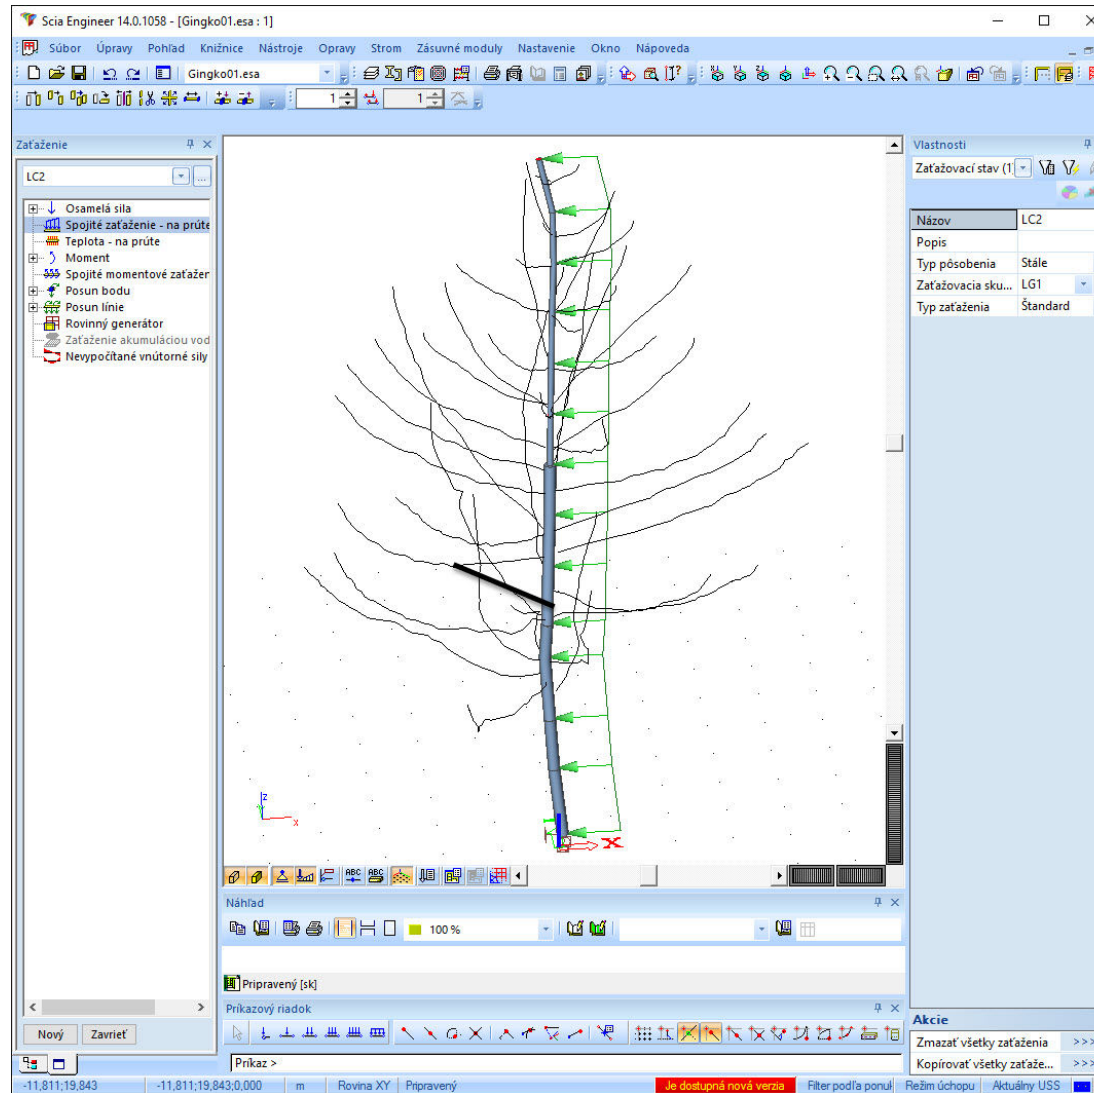 Scia Engineer 14.0.1058 - [Gingko01.esa : 1]
Súbor Úpravy Pohľad Knižnice Nástroje Opravy Strom Zásuvné moduly Nastavenie Okno Nápoveda
Gingko01.esa
1 1
Zaťaženie
LC2
Osamelá sila
Spojité zaťaženie - na prúte
Teplota - na prúte
Moment
Spojité momentové zaťažer
Posun bodu
Posun línie
Rovinný generátor
Zaťaženie akumuláciou vod
Nevypočítané vnútorné sily
Nový Zavrieť
z
x
X
ABC ABC
Vlastnosti
Zaťažovací stav (1
Názov LC2
Popis
Typ pôsobenia Stále
Zaťažovacia sku... LG1
Typ zaťaženia Štandard
Náhľad
100 %
Pripravený [sk]
Príkazový riadok
Príkaz >
Akcie
Zmazať všetky zaťaženia >>>
Kopírovať všetky zaťaže... >>>
-11,811;19,843 -11,811;19,843;0,000 m Rovina XY Pripravený Je dostupná nová verzia Filter podľa ponuk Režim úchopu Aktuálny USS